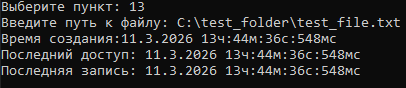 Выберите пункт: 13
Введите путь к файлу: C:\test_folder\test_file.txt
Время создания:11.3.2026 13ч:44м:36с:548мс
Последний доступ: 11.3.2026 13ч:44м:36с:548мс
Последняя запись: 11.3.2026 13ч:44м:36с:548мс